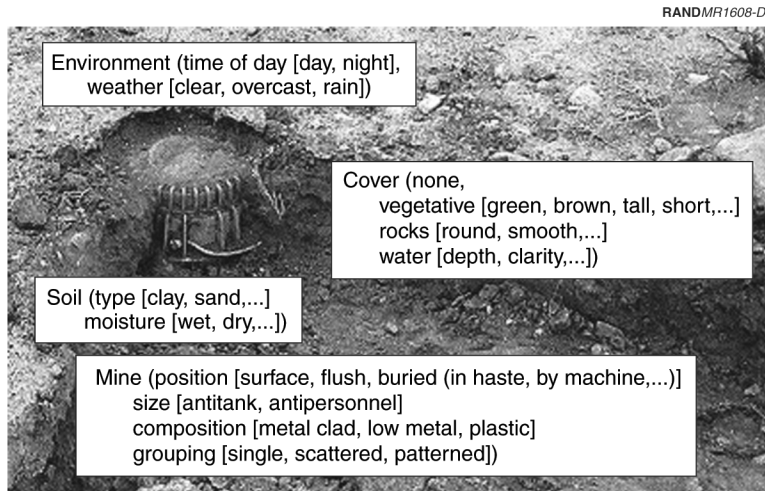 RANDMR1608-D
Environment (time of day [day, night],
weather [clear, overcast, rain])
Cover (none,
vegetative [green, brown, tall, short,...]
rocks [round, smooth,...]
water [depth, clarity,...])
Soil (type [clay, sand,...]
moisture [wet, dry,...])
Mine (position [surface, flush, buried (in haste, by machine,...)]
size [antitank, antipersonnel]
composition [metal clad, low metal, plastic]
grouping [single, scattered, patterned])